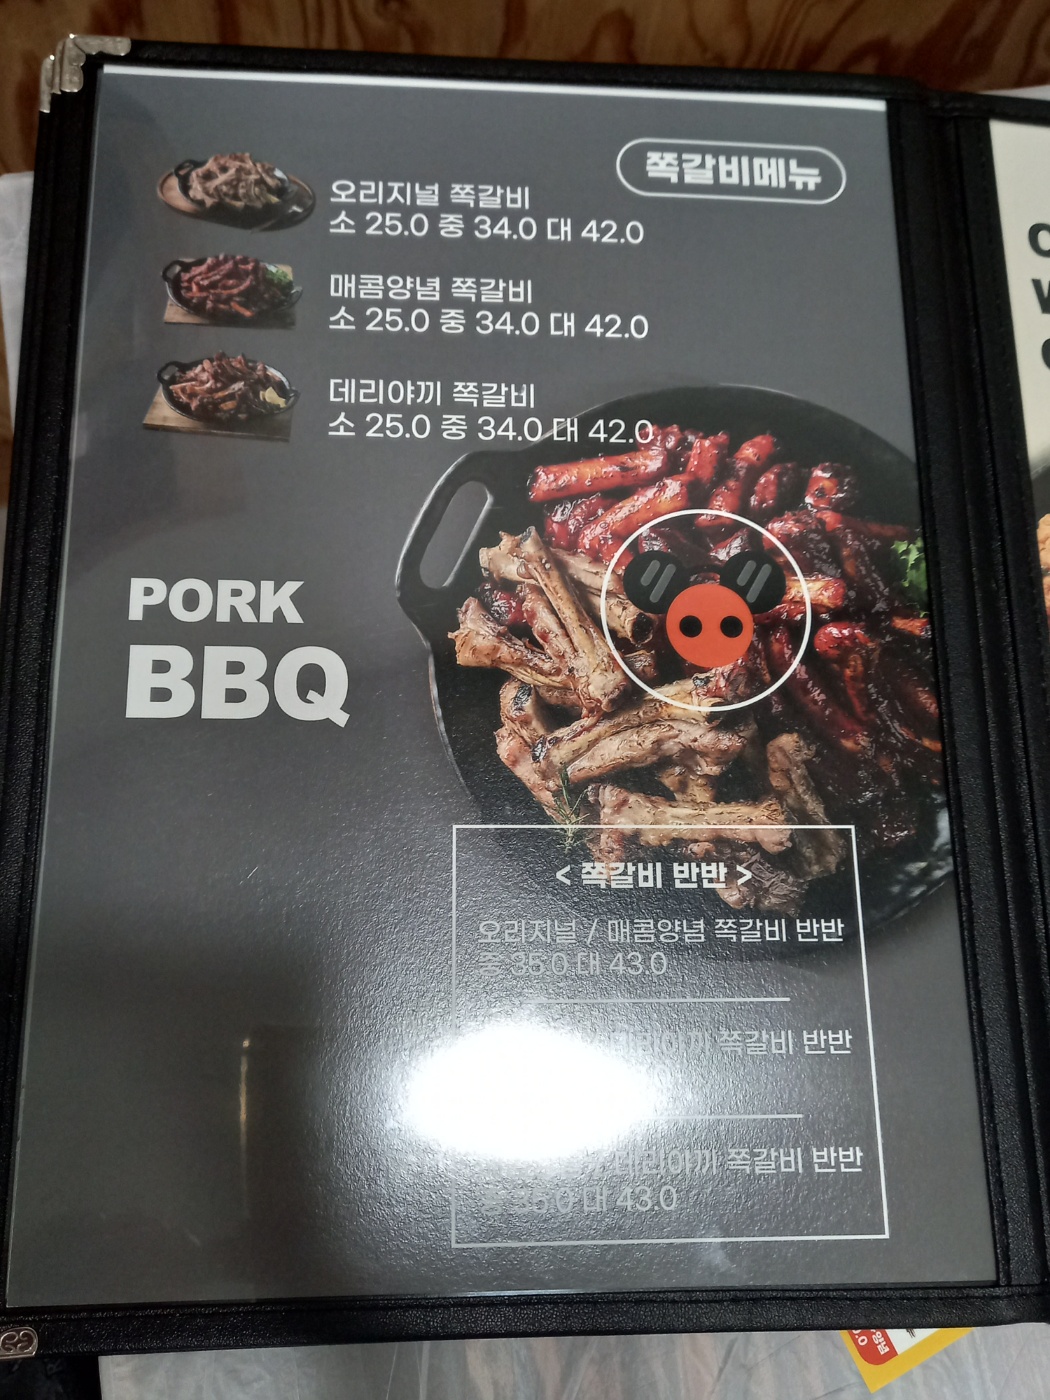 쪽갈비메뉴
오리지널 쪽갈비
소 25.0 중 34.0 대 42.0
매콤양념 쪽갈비
소 25.0 중 34.0 대 42.0
데리야끼 쪽갈비
소 25.0 중 34.0 대 42.0
PORK
BBQ
< 쪽갈비 반반 >
오리지널 / 매콤양념 쪽갈비 반반
중 35.0 대 43.0
쪽갈비 반반
데리야끼 쪽갈비 반반
중 35.0 대 43.0